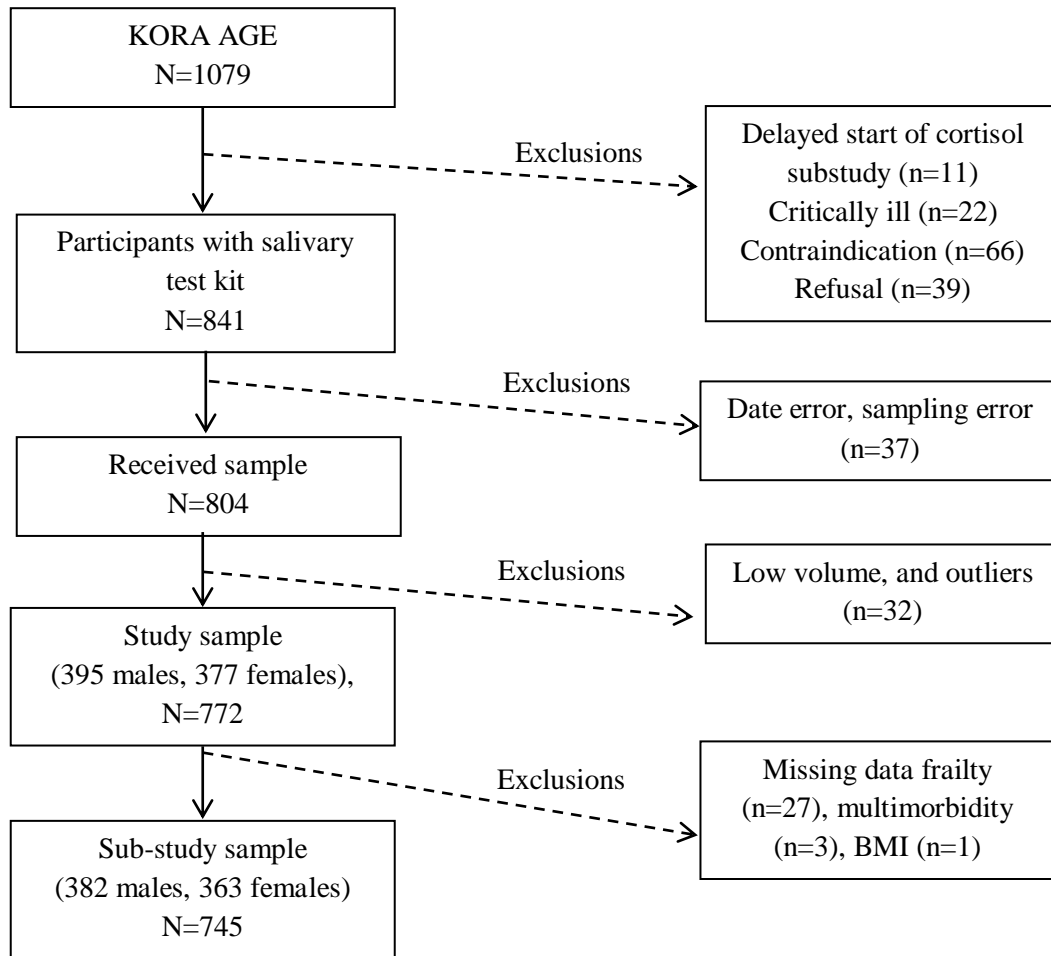 KORA AGE
N=1079
Exclusions
Delayed start of cortisol
substudy (n=11)
Critically ill (n=22)
Contraindication (n=66)
Refusal (n=39)
Participants with salivary
test kit
N=841
Exclusions
Date error, sampling error
(n=37)
Received sample
N=804
Exclusions
Low volume, and outliers
(n=32)
Study sample
(395 males, 377 females),
N=772
Exclusions
Missing data frailty
(n=27), multimorbidity
(n=3), BMI (n=1)
Sub-study sample
(382 males, 363 females)
N=745